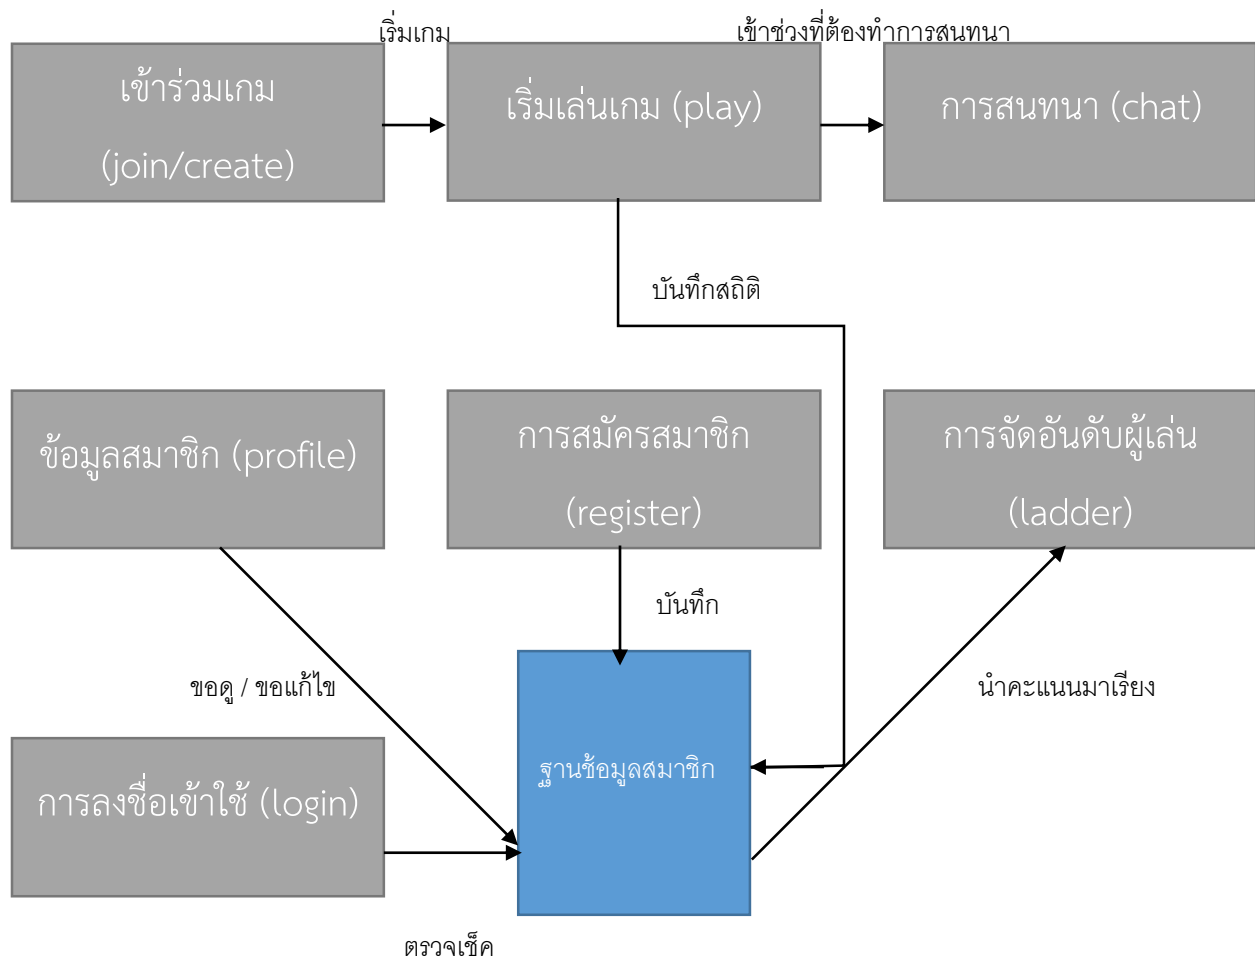 เริ่มเกม
เข้าช่วงที่ต้องทำการสนทนา
เข้าร่วมเกม
(join/create)
เริ่มเล่นเกม (play)
การสนทนา (chat)
บันทึกสถิติ
ข้อมูลสมาชิก (profile)
การสมัครสมาชิก
(register)
การจัดอันดับผู้เล่น
(ladder)
บันทึก
ขอดู / ขอแก้ไข
นำคะแนนมาเรียง
ฐานช้อมูลสมาชิก
การลงชื่อเข้าใช้ (login)
ตรวจเช็ค